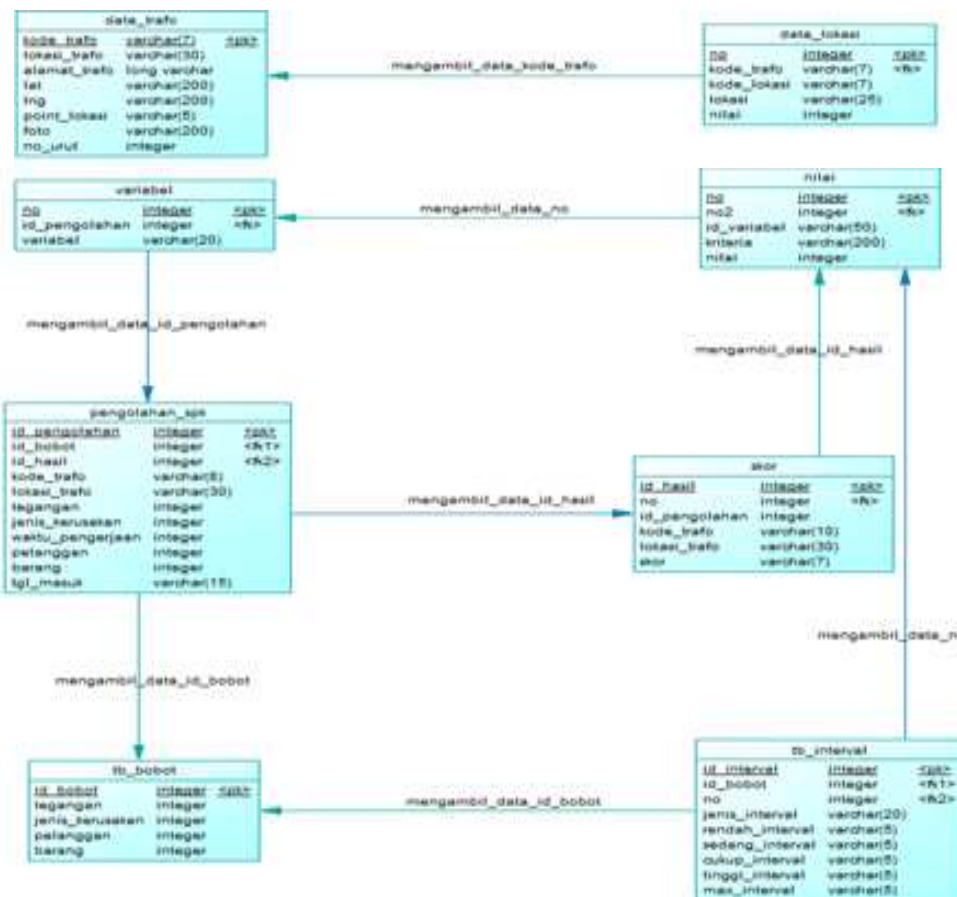 data_trafo
kode_trafo varchar(7) <pk>
lokasi_trafo varchar(30)
alamat_trafo long varchar
lat varchar(200)
lng varchar(200)
point_lokasi varchar(5)
foto varchar(200)
no_urut integer
mengambil_data_kode_trafo
data_lokasi
no integer <pk>
kode_trafo varchar(7) <fk>
kode_lokasi varchar(7)
lokasi varchar(25)
nilai integer
variabel
no integer <pk>
id_pengolahan integer <fk>
variabel varchar(20)
mengambil_data_no
nilai
no integer <pk>
no2 integer <fk>
id_variabel varchar(50)
kriteria varchar(200)
nilai integer
mengambil_data_id_pengolahan
mengambil_data_id_hasil
pengolahan_spk
id_pengolahan integer <pk>
id_bobot integer <fk1>
id_hasil integer <fk2>
kode_trafo varchar(8)
lokasi_trafo varchar(30)
tegangan integer
jenis_kerusakan integer
waktu_pengerjaan integer
pelanggan integer
barang integer
tgl_masuk varchar(15)
mengambil_data_id_hasil
skor
id_hasil integer <pk>
no integer <fk>
id_pengolahan integer
kode_trafo varchar(10)
lokasi_trafo varchar(30)
skor varchar(7)
mengambil_data_n
mengambil_data_id_bobot
tb_bobot
id_bobot integer <pk>
tegangan integer
jenis_kerusakan integer
pelanggan integer
barang integer
mengambil_data_id_bobot
tb_interval
id_interval integer <pk>
id_bobot integer <fk1>
no integer <fk2>
jenis_interval varchar(20)
rendah_interval varchar(5)
sedang_interval varchar(5)
cukup_interval varchar(5)
tinggi_interval varchar(5)
max_interval varchar(5)